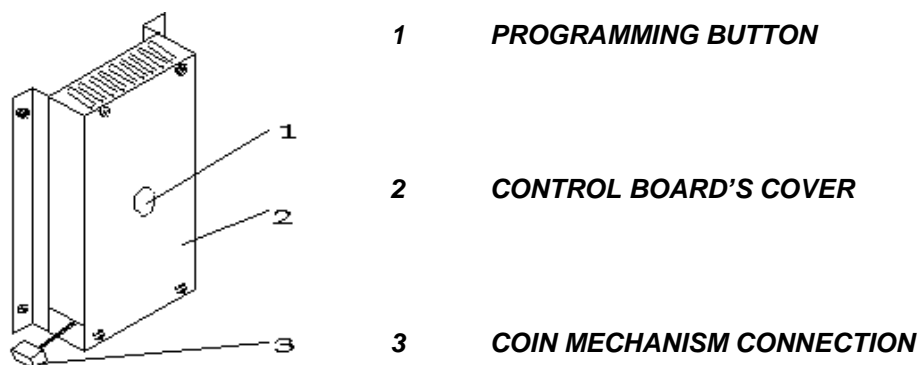 1 PROGRAMMING BUTTON
1
2 CONTROL BOARD'S COVER
2
3 3 COIN MECHANISM CONNECTION